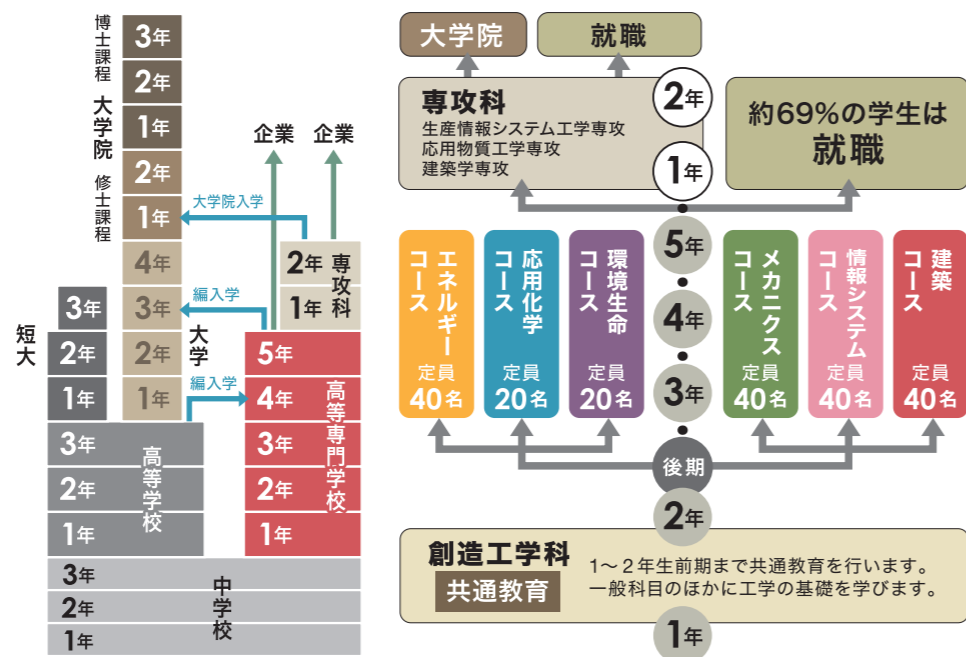 博士課程
大学院
修士課程
3年
2年
1年
2年
1年
4年
3年
2年
1年
大学
短大
3年
2年
1年
企業
企業
大学院入学
編入学
編入学
2年
1年
専攻科
5年
4年
3年
2年
1年
高等専門学校
3年
2年
1年
高等学校
3年
2年
1年
中学校
大学院
就職
専攻科
生産情報システム工学専攻
応用物質工学専攻
建築学専攻
2年
1年
約69%の学生は
就職
5年
4年
3年
後期
2年
1年
エネルギー
コース
定員
40名
応用化学
コース
定員
20名
環境生命
コース
定員
20名
メカニクス
コース
定員
40名
情報システム
コース
定員
40名
建築
コース
定員
40名
創造工学科
共通教育
1〜2年生前期まで共通教育を行います。
一般科目のほかに工学の基礎を学びます。